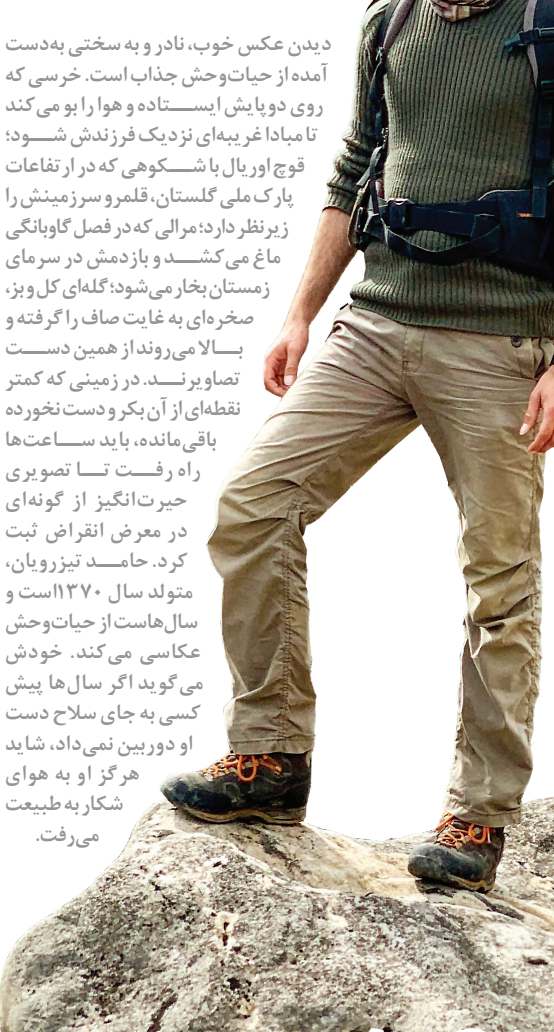 دیدن عکس خوب، نادر و به سختی به‌دست
آمده از حیات‌وحش جذاب است. خرسی که
روی دو پایش ایستاده و هوا را بو می‌کند
تا مبادا غریبه‌ای نزدیک فرزندش شود؛
قوچ اوریال با شکوهی که در ارتفاعات
پارک ملی گلستان، قلمرو سرزمینش را
زیرنظر دارد؛ مرالی که در فصل گاوبانگی
ماغ می‌کشد و بازدمش در سرمای
زمستان بخار می‌شود؛ گله‌ای کل و بز،
صخره‌ای به غایت صاف را گرفته و
بالا می‌روند از همین دست
تصاویرند. در زمینی که کمتر
نقطه‌ای از آن بکر و دست نخورده
باقی‌مانده، باید ساعت‌ها
راه رفت تا تصویری
حیرت‌انگیز از گونه‌ای
در معرض انقراض ثبت
کرد. حامد تیزرویان،
متولد سال ۱۳۷۰است و
سال‌هاست از حیات‌وحش
عکاسی می‌کند. خودش
می‌گوید اگر سال‌ها پیش
کسی به جای سلاح دست
او دوربین نمی‌داد، شاید
هرگز او به هوای
شکار به طبیعت
می‌رفت.